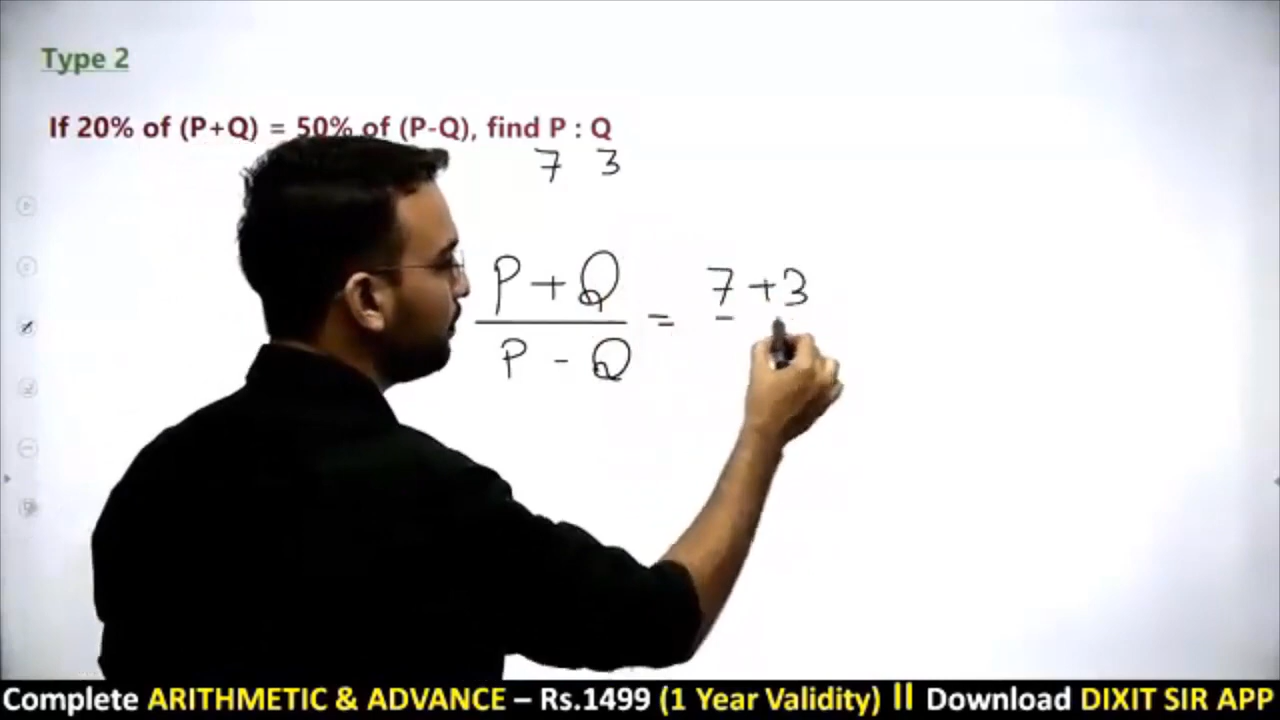 Type 2
If 20% of (P+Q) = 50% of (P-Q), find P : Q
7 3
P + Q = 7 + 3
P - Q
Complete ARITHMETIC & ADVANCE – Rs.1499 (1 Year Validity) II Download DIXIT SIR APP